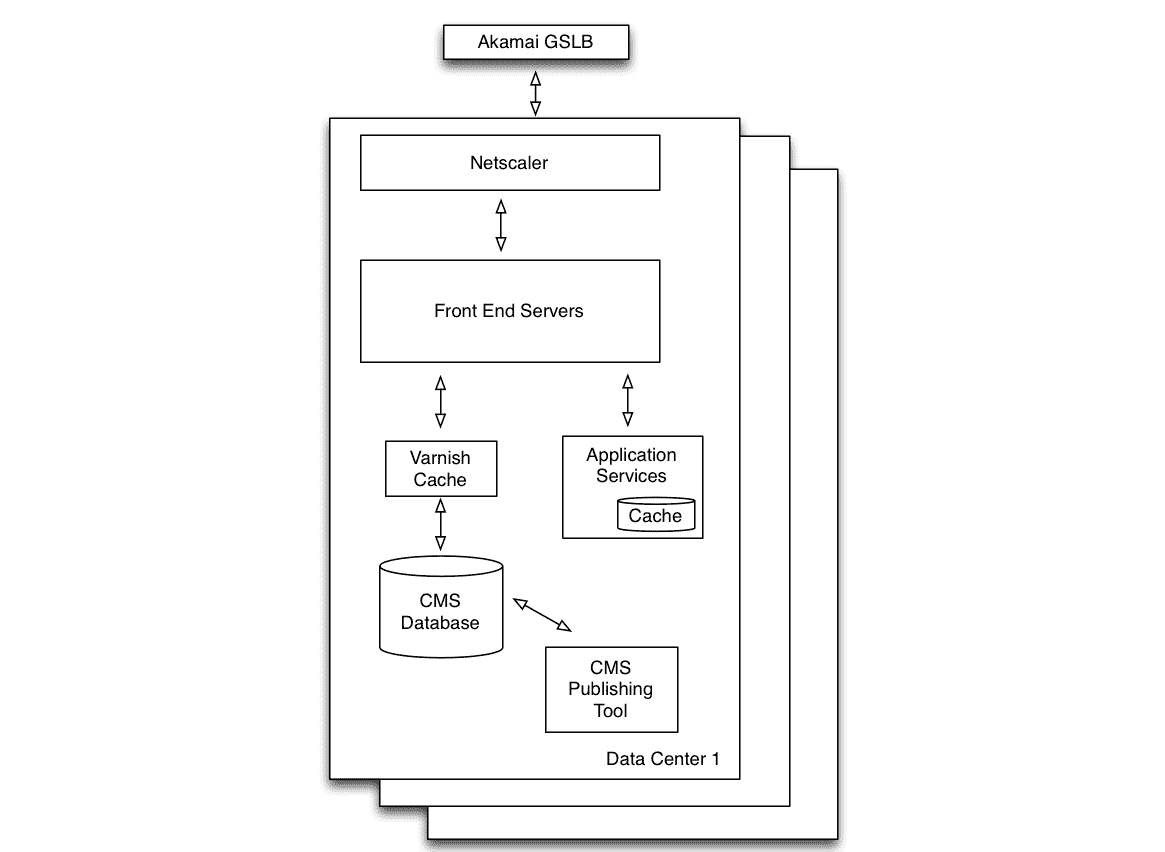 Akamai GSLB
Netscaler
Front End Servers
Varnish
Cache
Application
Services
Cache
CMS
Database
CMS
Publishing
Tool
Data Center 1